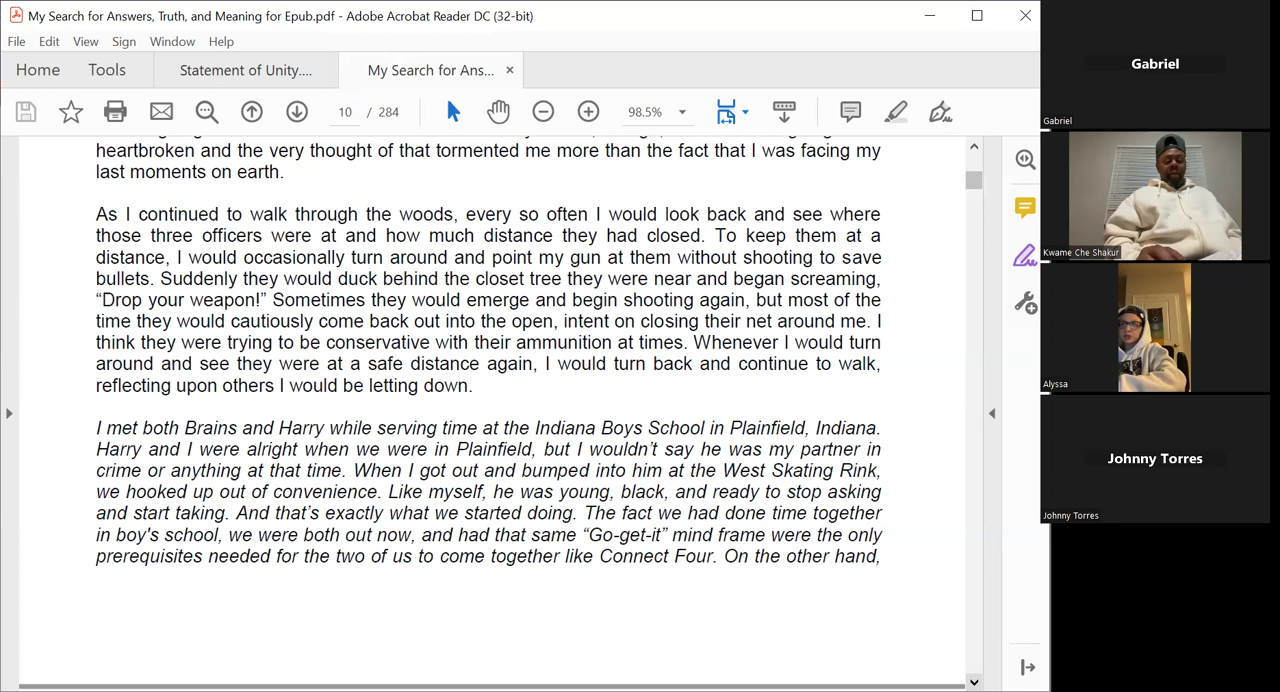 My Search for Answers, Truth, and Meaning for Epub.pdf - Adobe Acrobat Reader DC (32-bit)
File Edit View Sign Window Help
Home Tools Statement of Unity.... My Search for Ans... ×
10 / 284 98.5%
heartbroken and the very thought of that tormented me more than the fact that I was facing my
last moments on earth.
As I continued to walk through the woods, every so often I would look back and see where
those three officers were at and how much distance they had closed. To keep them at a
distance, I would occasionally turn around and point my gun at them without shooting to save
bullets. Suddenly they would duck behind the closet tree they were near and began screaming,
“Drop your weapon!” Sometimes they would emerge and begin shooting again, but most of the
time they would cautiously come back out into the open, intent on closing their net around me. I
think they were trying to be conservative with their ammunition at times. Whenever I would turn
around and see they were at a safe distance again, I would turn back and continue to walk,
reflecting upon others I would be letting down.
I met both Brains and Harry while serving time at the Indiana Boys School in Plainfield, Indiana.
Harry and I were alright when we were in Plainfield, but I wouldn’t say he was my partner in
crime or anything at that time. When I got out and bumped into him at the West Skating Rink,
we hooked up out of convenience. Like myself, he was young, black, and ready to stop asking
and start taking. And that’s exactly what we started doing. The fact we had done time together
in boy's school, we were both out now, and had that same “Go-get-it” mind frame were the only
prerequisites needed for the two of us to come together like Connect Four. On the other hand,
Gabriel
Gabriel
Kwame Che Shakur
Alyssa
Johnny Torres
Johnny Torres